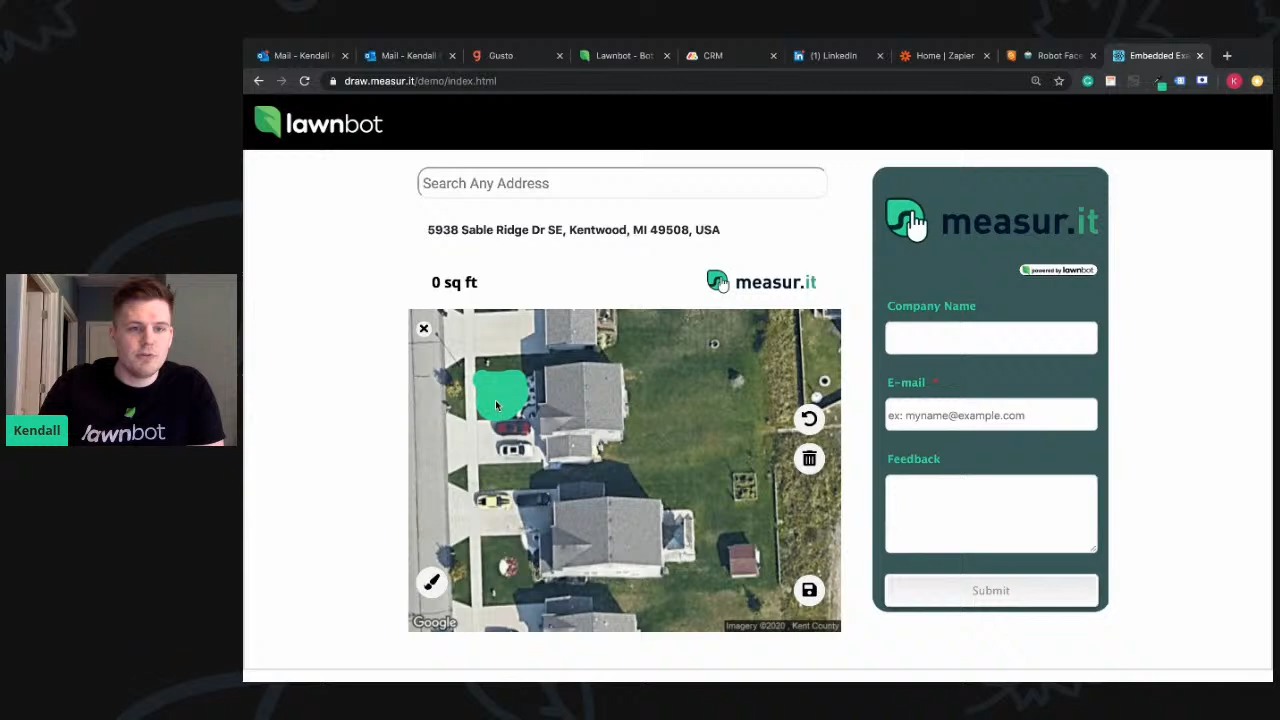 Mail - Kendall
Mail - Kendall
Gusto
Lawnbot - Bot
CRM
(1) LinkedIn
Home | Zapier
Robot Face
Embedded Exa
draw.measur.it/demo/index.html
K
lawnbot
Search Any Address
5938 Sable Ridge Dr SE, Kentwood, MI 49508, USA
0 sq ft
measur.it
Google
Imagery ©2020 , Kent County
measur.it
powered by lawnbot
Company Name
E-mail *
ex: myname@example.com
Feedback
Submit
Kendall
lawnbot